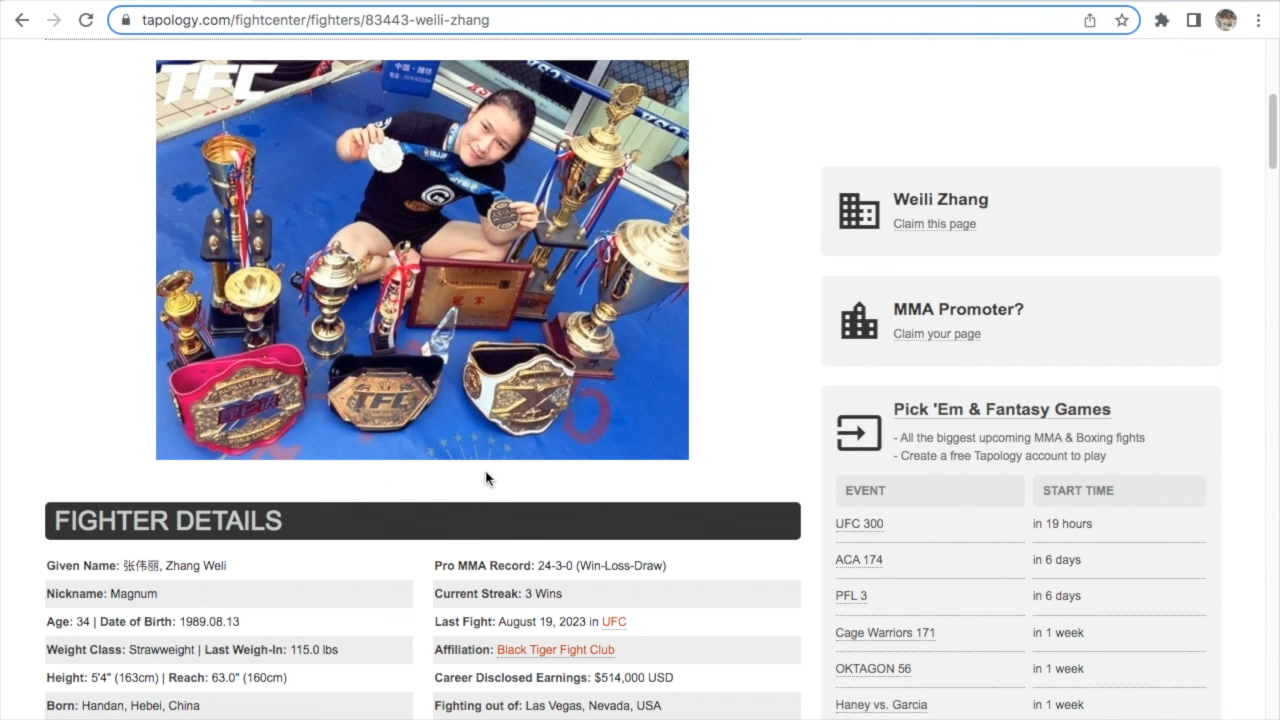 tapology.com/fightcenter/fighters/83443-weili-zhang
TFC
中国·潍坊
TFC
冠军
Weili Zhang
Claim this page
MMA Promoter?
Claim your page
Pick 'Em & Fantasy Games
- All the biggest upcoming MMA & Boxing fights
- Create a free Tapology account to play
EVENT START TIME
UFC 300 in 19 hours
ACA 174 in 6 days
PFL 3 in 6 days
Cage Warriors 171 in 1 week
OKTAGON 56 in 1 week
Haney vs. Garcia in 1 week
FIGHTER DETAILS
Given Name: 张伟丽, Zhang Weli
Pro MMA Record: 24-3-0 (Win-Loss-Draw)
Nickname: Magnum
Current Streak: 3 Wins
Age: 34 | Date of Birth: 1989.08.13
Last Fight: August 19, 2023 in UFC
Weight Class: Strawweight | Last Weigh-In: 115.0 lbs
Affiliation: Black Tiger Fight Club
Height: 5'4" (163cm) | Reach: 63.0" (160cm)
Career Disclosed Earnings: $514,000 USD
Born: Handan, Hebei, China
Fighting out of: Las Vegas, Nevada, USA